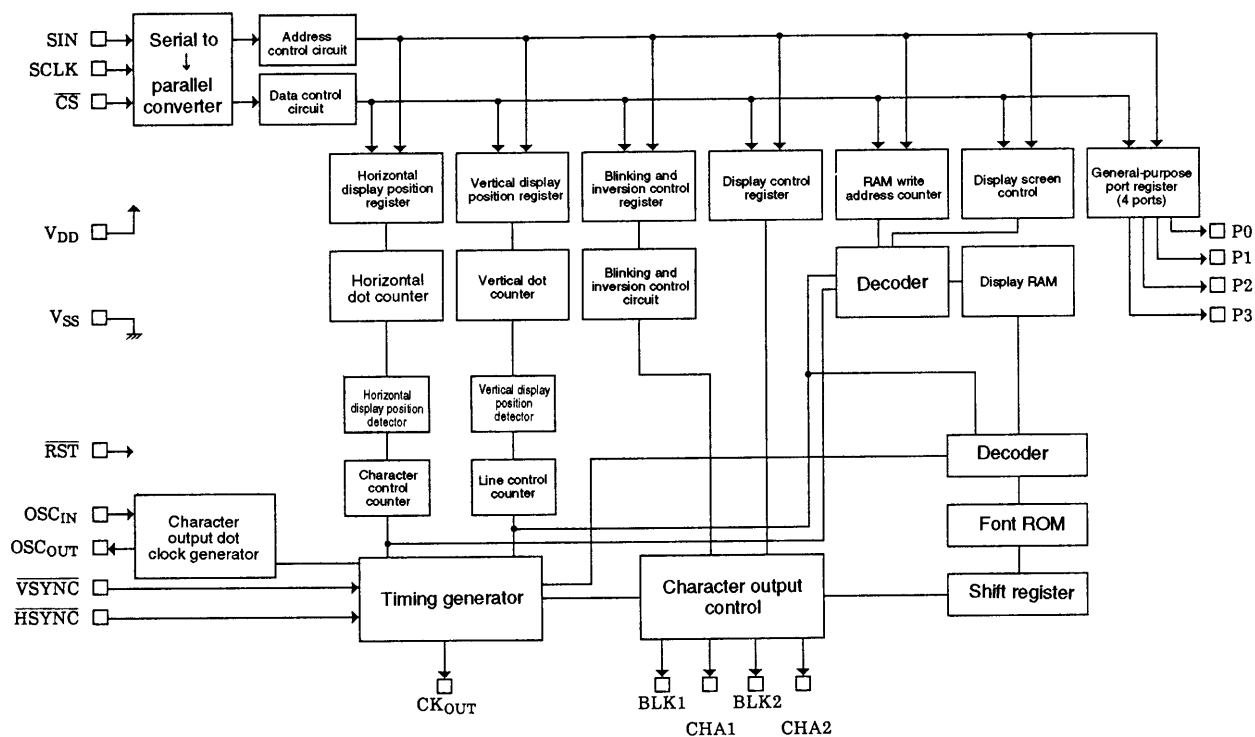 SIN
SCLK
CS
Serial to
↓
parallel
converter
Address
control circuit
Data control
circuit
Horizontal
display position
register
Vertical display
position register
Blinking and
inversion control
register
Display control
register
RAM write
address counter
Display screen
control
General-purpose
port register
(4 ports)
VDD
VSS
P0
P1
P2
P3
Horizontal
dot counter
Vertical
dot counter
Blinking and
inversion control
circuit
Decoder
Display RAM
Horizontal
display position
detector
Vertical display
position
detector
RST
Character
control
counter
Line control
counter
Decoder
Font ROM
Shift register
OSCIN
OSCOUT
VSYNC
HSYNC
Character
output dot
clock generator
Timing generator
Character output
control
CKOUT
BLK1
CHA1
BLK2
CHA2